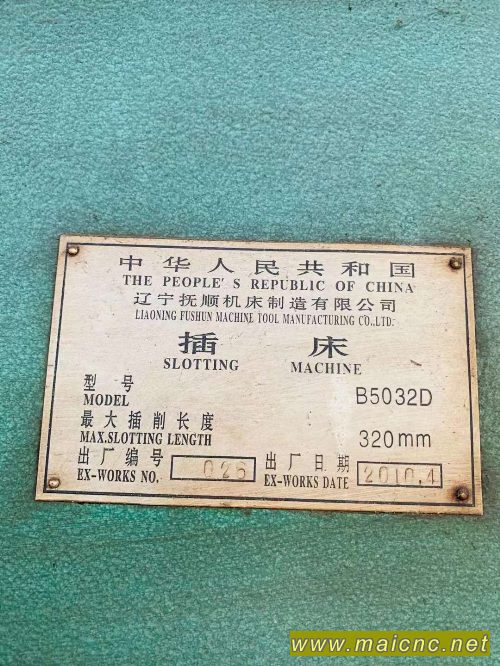 中华人民共和国
THE PEOPLE'S REPUBLIC OF CHINA
辽宁抚顺机床制造有限公司
LIAONING FUSHUN MACHINE TOOL MANUFACTURING CO.,LTD.
插 床
SLOTTING MACHINE
型号
MODEL B5032D
最大插削长度
MAX.SLOTTING LENGTH 320mm
出厂编号 026 出厂日期 2010.4
EX-WORKS NO. EX-WORKS DATE
www.maicnc.net